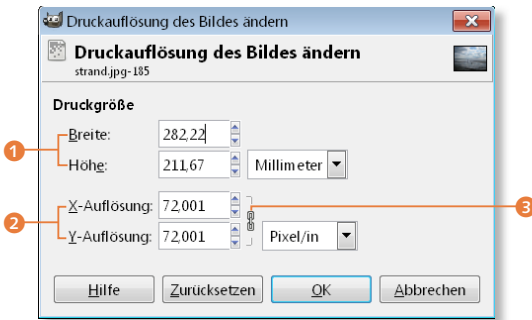 Druckauflösung des Bildes ändern
Druckauflösung des Bildes ändern
strand.jpg-185
Druckgröße
1
Breite: 282,22
Höhe: 211,67 Millimeter
2
X-Auflösung: 72,001
3
Y-Auflösung: 72,001 Pixel/in
Hilfe Zurücksetzen OK Abbrechen